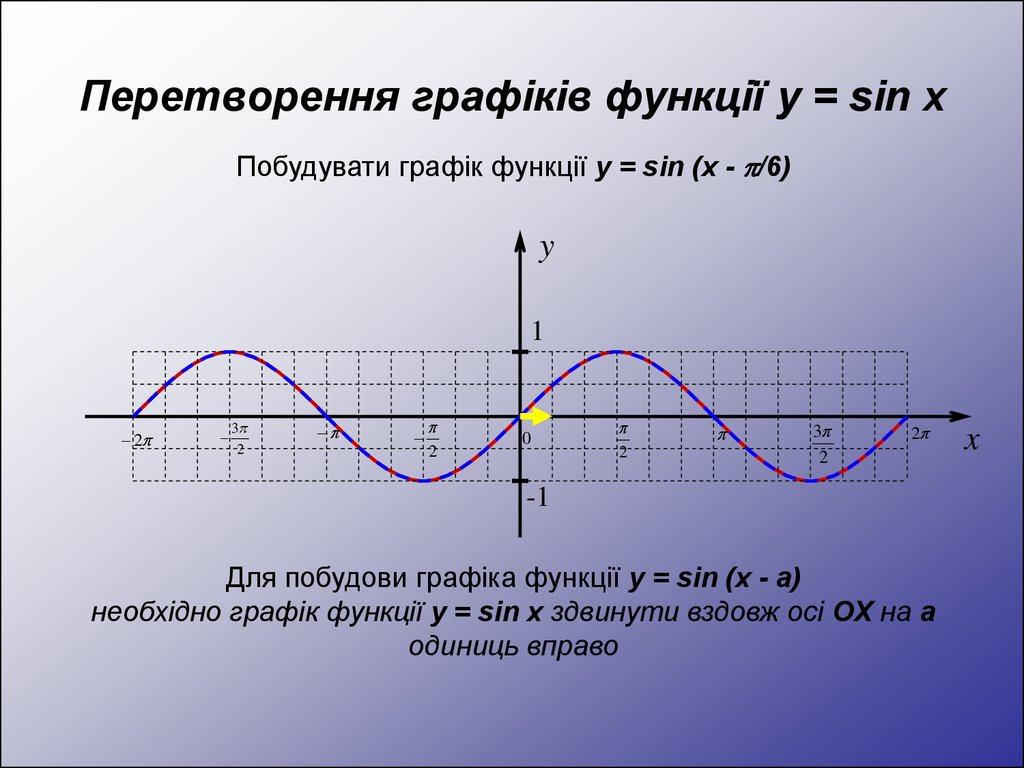 Перетворення графіків функції y = sin x
Побудувати графік функції y = sin (x - π/6)
y
1
−2π
−3π/2
−π
−π/2
0
π/2
π
3π/2
2π
x
-1
Для побудови графіка функції y = sin (x - a)
необхідно графік функції y = sin x здвинути вздовж осі OX на a
одиниць вправо